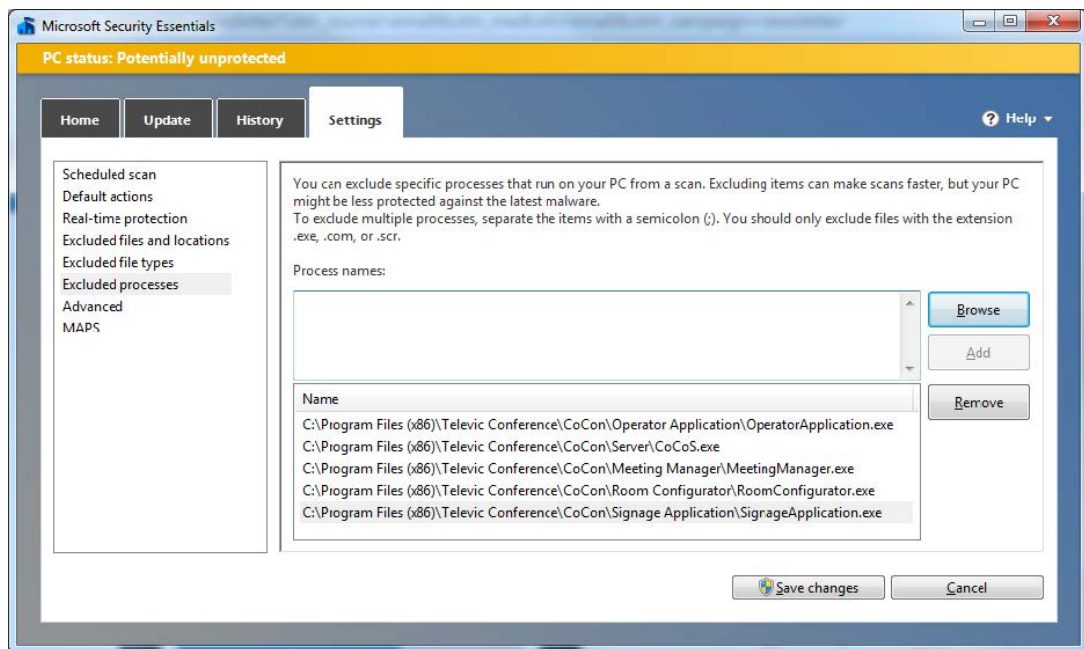 Microsoft Security Essentials
PC status: Potentially unprotected
Home Update History Settings Help
Scheduled scan
Default actions
Real-time protection
Excluded files and locations
Excluded file types
Excluded processes
Advanced
MAPS
You can exclude specific processes that run on your PC from a scan. Excluding items can make scans faster, but your PC
might be less protected against the latest malware.
To exclude multiple processes, separate the items with a semicolon (;). You should only exclude files with the extension
.exe, .com, or .scr.
Process names:
Browse
Add
Name
Remove
C:\Program Files (x86)\Televic Conference\CoCon\Operator Application\OperatorApplication.exe
C:\Program Files (x86)\Televic Conference\CoCon\Server\CoCoS.exe
C:\Program Files (x86)\Televic Conference\CoCon\Meeting Manager\MeetingManager.exe
C:\Program Files (x86)\Televic Conference\CoCon\Room Configurator\RoomConfigurator.exe
C:\Program Files (x86)\Televic Conference\CoCon\Signage Application\SignageApplication.exe
Save changes Cancel